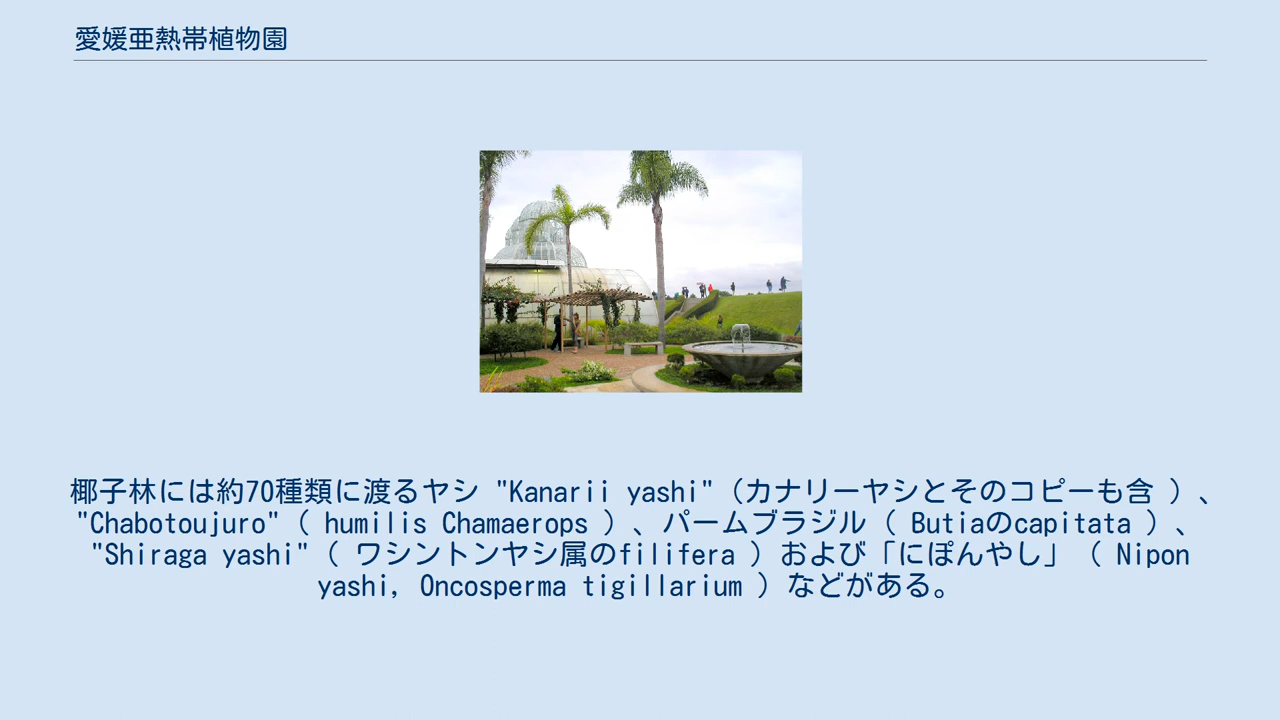 愛媛亜熱帯植物園
椰子林には約70種類に渡るヤシ "Kanarii yashi"（カナリーヤシとそのコピーも含 ）、
"Chabotoujuro"（ humilis Chamaerops ）、パームブラジル（ Butiaのcapitata ）、
"Shiraga yashi"（ ワシントンヤシ属のfilifera ）および「にぽんやし」（ Nipon
yashi, Oncosperma tigillarium ）などがある。